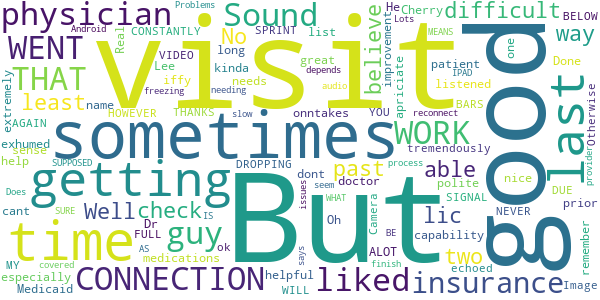 physician
Sound
difficult
visit
good
Problems
Android
CONSTANTLY
He
Cherry
Lots
MEANS
BELOW
No
SPRINT
list
believe
improvement
one
last
WENT
VIDEO
long
Real
way
THAT
Lee
iffy
kinda
great
IPAD
patient
Done
extremely
least
name
needs
freezing
depends
apriciate
listened
Otherwise
HOWEVER
THANKS
needing
slow
audio
BARS
AGAIN
onntakes
YOU
reconnect
exhumed
sometimes
WORK
tremendously
sense
SUPPOSED
DROPPING
past
able
process
help
getting
dont
doctor
polite
nice
DUE
provider
Does
SURE
Well
check
IS
But
issues
seem
WHAT
Camera
SIGNAL
NEVER
prior
cant
Dr
Oh
lic
capability
remember
time
FULL
guy
BE
two
MY
AS
ok
ALOT
echoed
especially
medications
says
finish
Image
Medicaid
covered
CONNECTION
helpful
WILL
liked
insurance